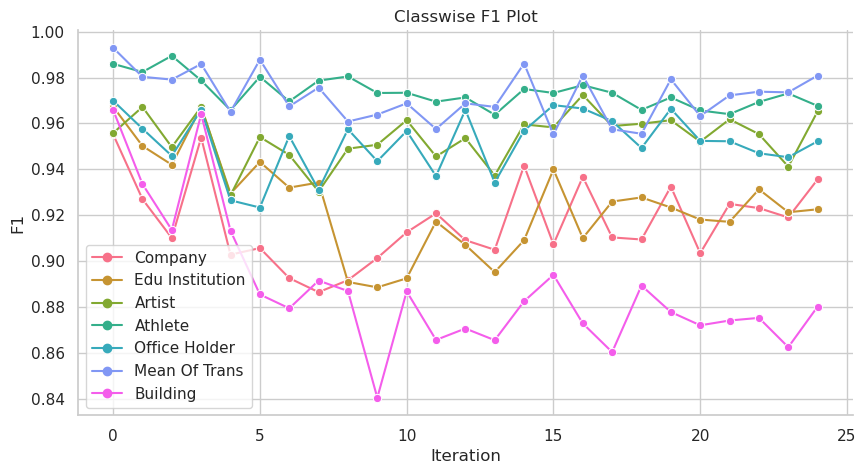 Classwise F1 Plot
F1
1.00
0.98
0.96
0.94
0.92
0.90
0.88
0.86
0.84
Company
Edu Institution
Artist
Athlete
Office Holder
Mean Of Trans
Building
0 5 10 15 20 25
Iteration